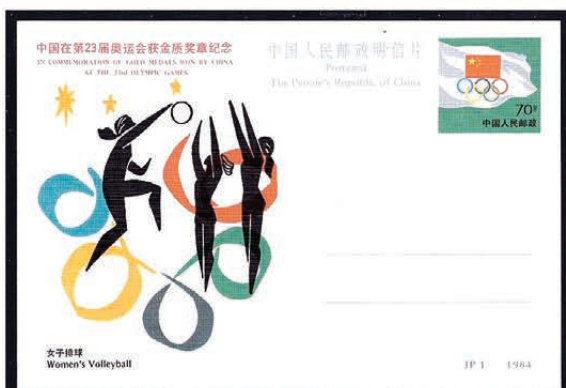 中国在第23届奥运会获金质奖章纪念
IN COMMEMORATION OF GOLD MEDALS WON BY CHINA
AT THE 23rd OLYMPIC GAMES
中国人民邮政明信片
Postcard
The People's Republic of China
70分
中国人民邮政
女子排球
Women's Volleyball
JP 1 1984